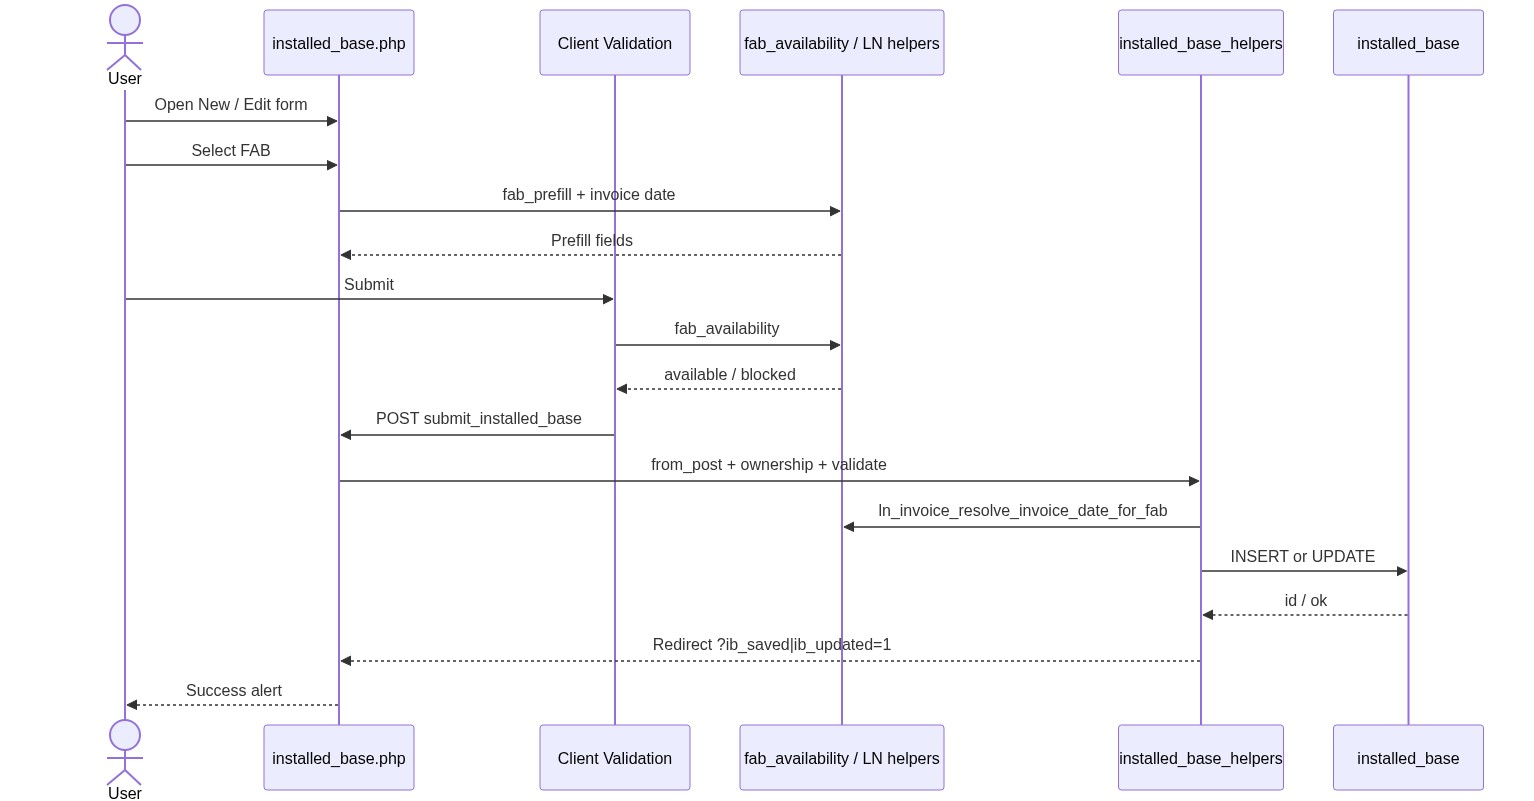 User
installed_base.php
Client Validation
fab_availability / LN helpers
installed_base_helpers
installed_base
Open New / Edit form
Select FAB
fab_prefill + invoice date
Prefill fields
Submit
fab_availability
available / blocked
POST submit_installed_base
from_post + ownership + validate
ln_invoice_resolve_invoice_date_for_fab
INSERT or UPDATE
id / ok
Redirect ?ib_saved|ib_updated=1
Success alert
User
installed_base.php
Client Validation
fab_availability / LN helpers
installed_base_helpers
installed_base